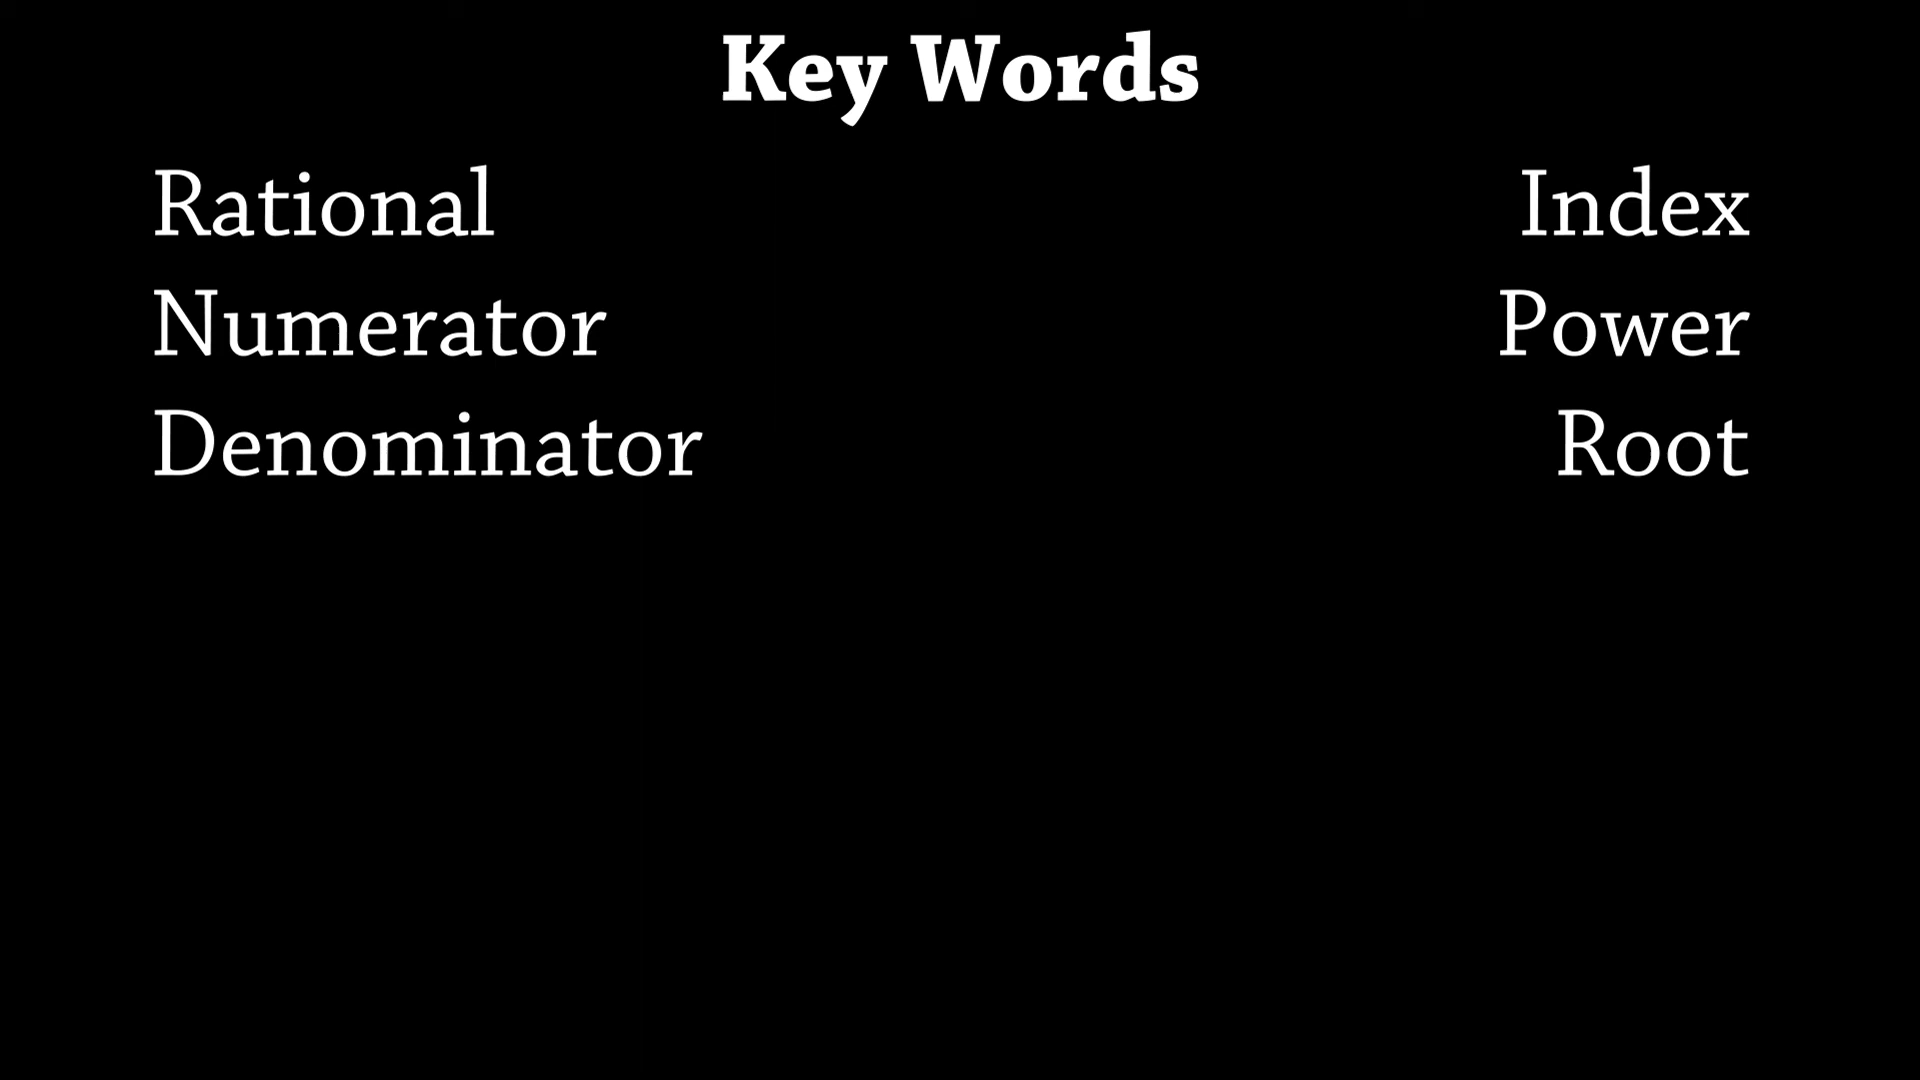 Key Words
Rational
Numerator
Denominator
Index
Power
Root